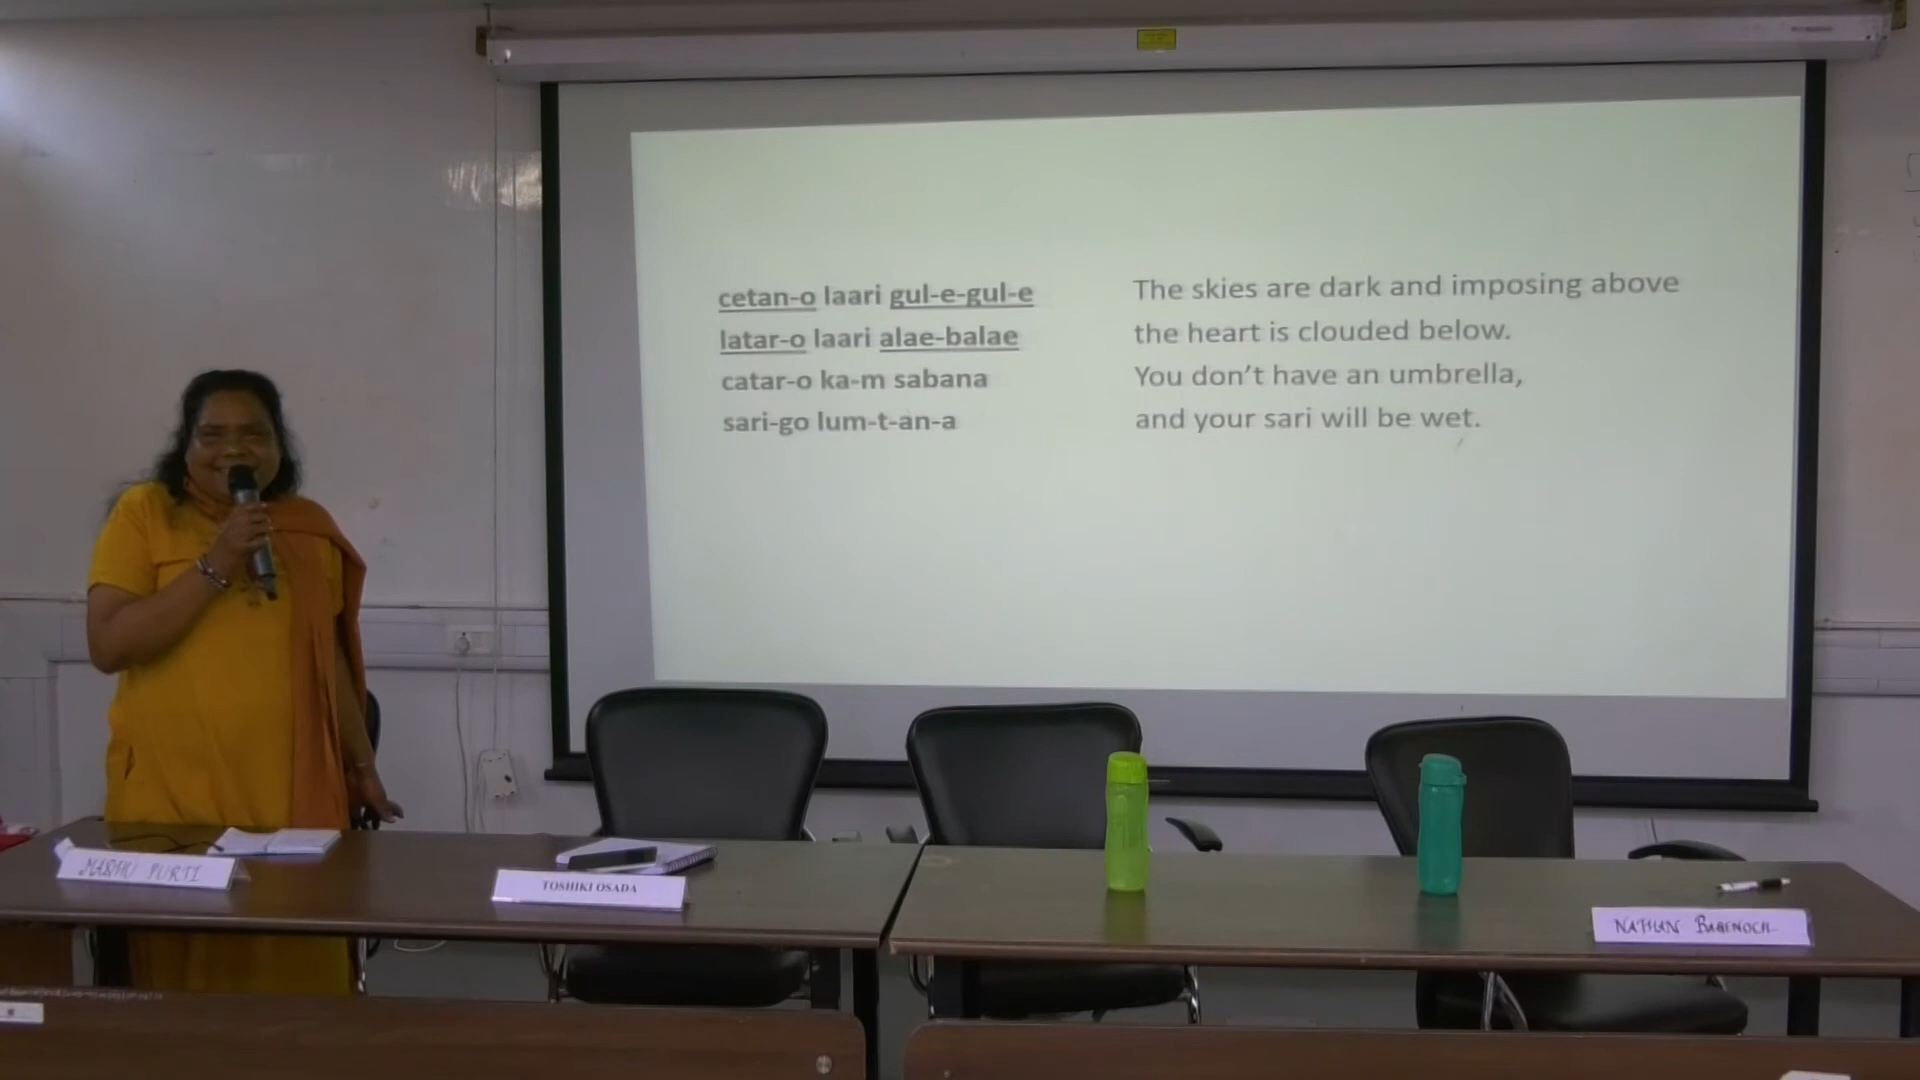 cetan-o laari gul-e-gul-e
latar-o laari alae-balae
catar-o ka-m sabana
sari-go lum-t-an-a
The skies are dark and imposing above
the heart is clouded below.
You don't have an umbrella,
and your sari will be wet.
PURTI
TOSHIKI OSADA
NATHAN BADENOCH